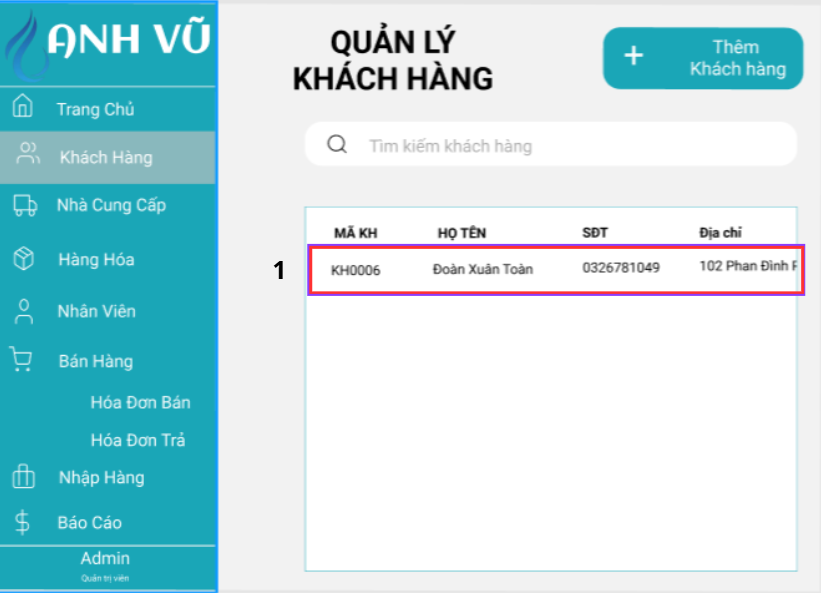 ANH VŨ
Trang Chủ
Khách Hàng
Nhà Cung Cấp
Hàng Hóa
Nhân Viên
Bán Hàng
Hóa Đơn Bán
Hóa Đơn Trả
Nhập Hàng
Báo Cáo
Admin
Quản trị viên
QUẢN LÝ
KHÁCH HÀNG
+ Thêm
Khách hàng
Tìm kiếm khách hàng
MÃ KH HỌ TÊN SĐT Địa chỉ
1 KH0006 Đoàn Xuân Toàn 0326781049 102 Phan Đình